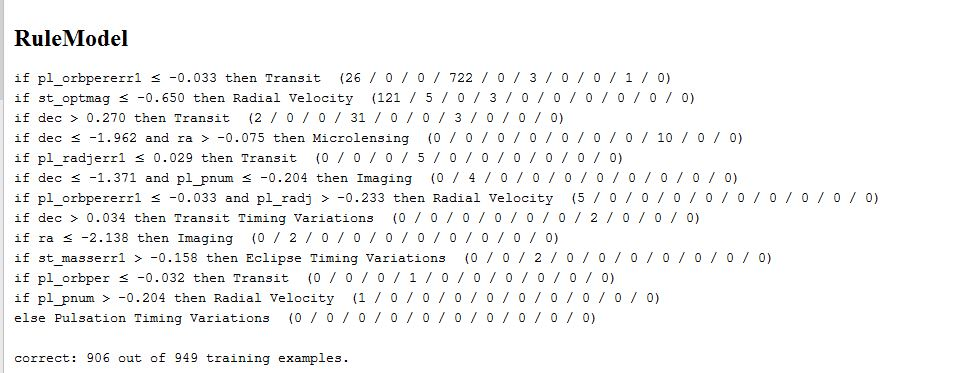 RuleModel
if pl_orbpererr1 ≤ -0.033 then Transit (26 / 0 / 0 / 722 / 0 / 3 / 0 / 0 / 1 / 0)
if st_optmag ≤ -0.650 then Radial Velocity (121 / 5 / 0 / 3 / 0 / 0 / 0 / 0 / 0 / 0)
if dec > 0.270 then Transit (2 / 0 / 0 / 31 / 0 / 0 / 3 / 0 / 0 / 0)
if dec ≤ -1.962 and ra > -0.075 then Microlensing (0 / 0 / 0 / 0 / 0 / 0 / 0 / 10 / 0 / 0)
if pl_radjerr1 ≤ 0.029 then Transit (0 / 0 / 0 / 5 / 0 / 0 / 0 / 0 / 0 / 0)
if dec ≤ -1.371 and pl_pnum ≤ -0.204 then Imaging (0 / 4 / 0 / 0 / 0 / 0 / 0 / 0 / 0 / 0)
if pl_orbpererr1 ≤ -0.033 and pl_radj > -0.233 then Radial Velocity (5 / 0 / 0 / 0 / 0 / 0 / 0 / 0 / 0 / 0)
if dec > 0.034 then Transit Timing Variations (0 / 0 / 0 / 0 / 0 / 0 / 2 / 0 / 0 / 0)
if ra ≤ -2.138 then Imaging (0 / 2 / 0 / 0 / 0 / 0 / 0 / 0 / 0 / 0)
if st_masserr1 > -0.158 then Eclipse Timing Variations (0 / 0 / 2 / 0 / 0 / 0 / 0 / 0 / 0 / 0)
if pl_orbper ≤ -0.032 then Transit (0 / 0 / 0 / 1 / 0 / 0 / 0 / 0 / 0 / 0)
if pl_pnum > -0.204 then Radial Velocity (1 / 0 / 0 / 0 / 0 / 0 / 0 / 0 / 0 / 0)
else Pulsation Timing Variations (0 / 0 / 0 / 0 / 0 / 0 / 0 / 0 / 0 / 0)
correct: 906 out of 949 training examples.